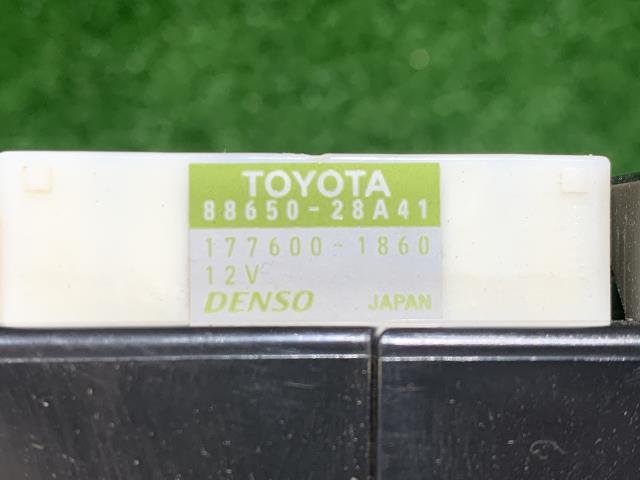 TOYOTA
88650-28A41
177600-1860
12V
DENSO JAPAN